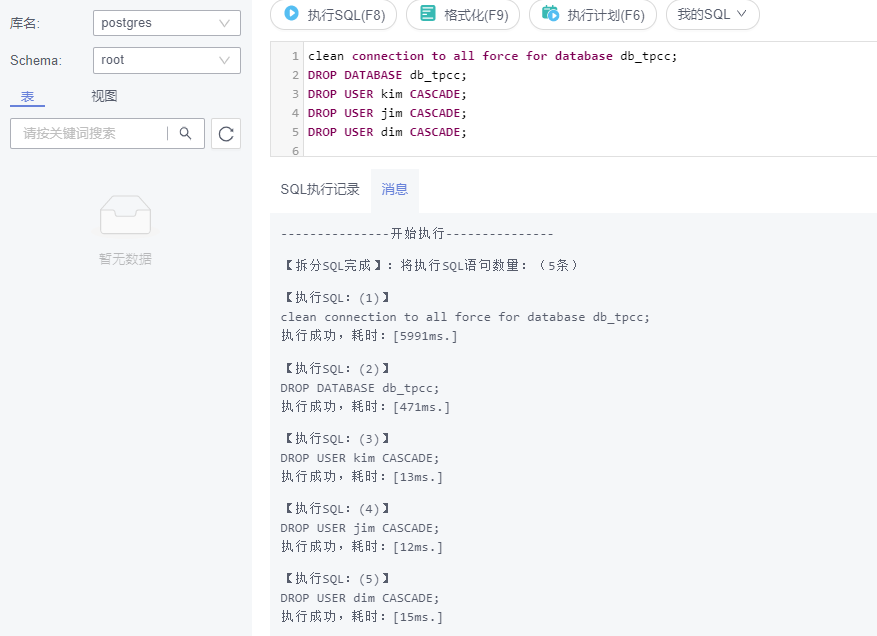 库名:
postgres
Schema:
root
表
视图
请按关键词搜索
暂无数据
执行SQL(F8)
格式化(F9)
执行计划(F6)
我的SQL
1 clean connection to all force for database db_tpcc;
2 DROP DATABASE db_tpcc;
3 DROP USER kim CASCADE;
4 DROP USER jim CASCADE;
5 DROP USER dim CASCADE;
6
SQL执行记录
消息
---------------开始执行---------------
【拆分SQL完成】: 将执行SQL语句数量: (5条)
【执行SQL: (1)】
clean connection to all force for database db_tpcc;
执行成功, 耗时: [5991ms.]
【执行SQL: (2)】
DROP DATABASE db_tpcc;
执行成功, 耗时: [471ms.]
【执行SQL: (3)】
DROP USER kim CASCADE;
执行成功, 耗时: [13ms.]
【执行SQL: (4)】
DROP USER jim CASCADE;
执行成功, 耗时: [12ms.]
【执行SQL: (5)】
DROP USER dim CASCADE;
执行成功, 耗时: [15ms.]